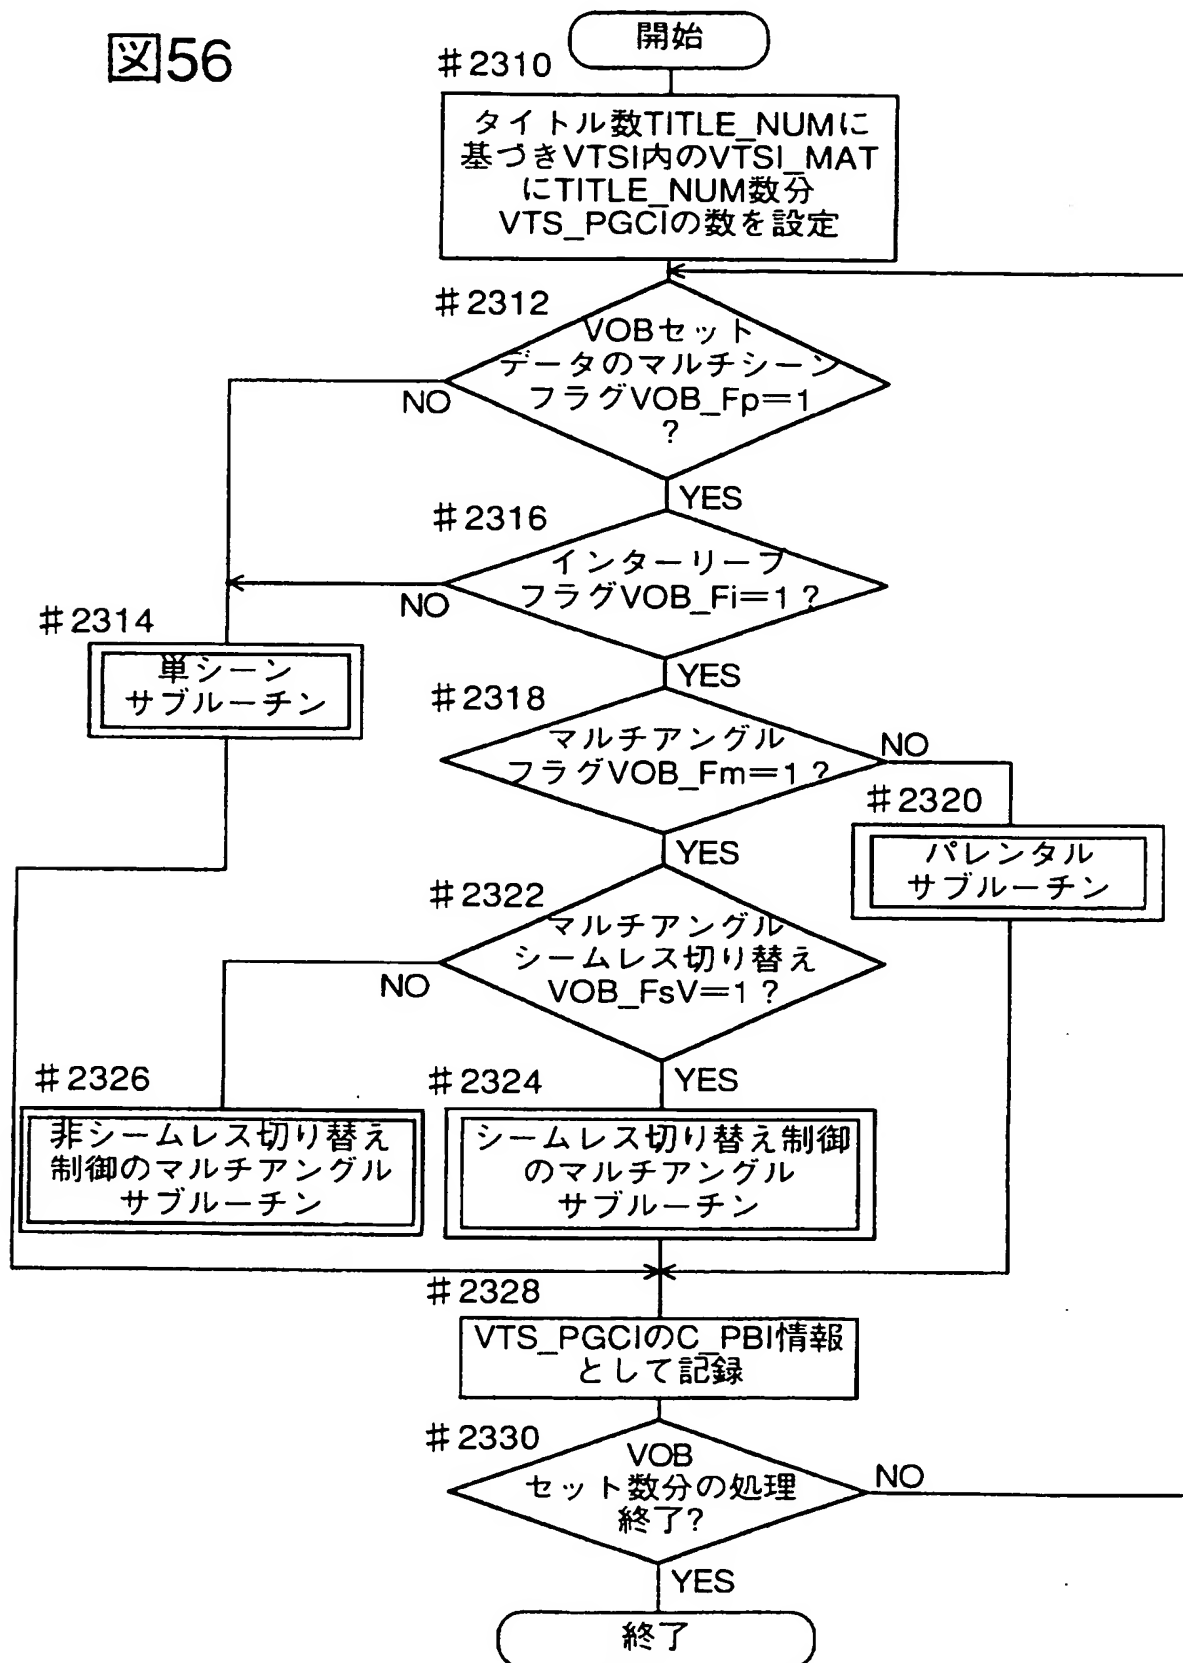 図56
開始
#2310
タイトル数TITLE_NUMに
基づきVTSI内のVTSI_MAT
にTITLE_NUM数分
VTS_PGCIの数を設定
#2312
VOBセット
データのマルチシーン
フラグVOB_Fp=1
?
NO
YES
#2316
インターリーブ
フラグVOB_Fi=1?
NO
YES
#2314
単シーン
サブルーチン
#2318
マルチアングル
フラグVOB_Fm=1?
NO
YES
#2320
パレンタル
サブルーチン
#2322
マルチアングル
シームレス切り替え
VOB_FsV=1?
NO
YES
#2326
非シームレス切り替え
制御のマルチアングル
サブルーチン
#2324
シームレス切り替え制御
のマルチアングル
サブルーチン
#2328
VTS_PGCIのC_PBI情報
として記録
#2330
VOB
セット数分の処理
終了?
NO
YES
終了